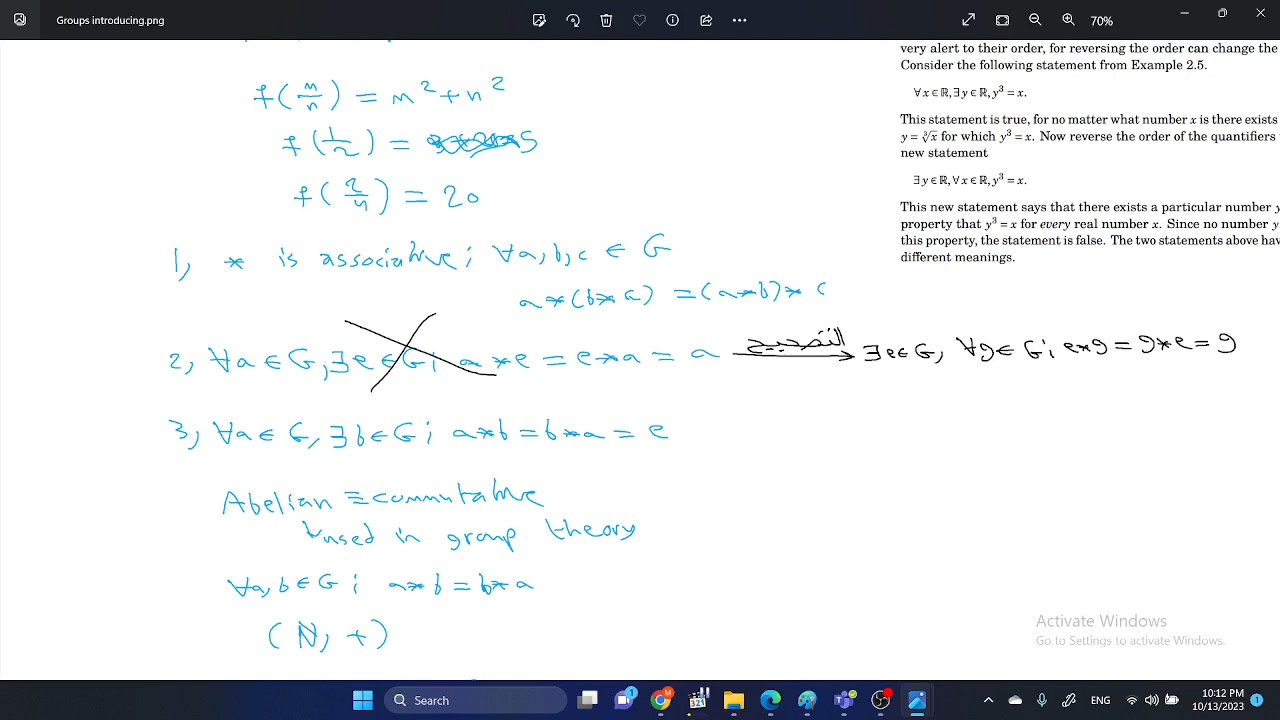 Groups introducing.png
70%
f(m/n) = m² + n²
f(1/2) = 5
f(2/4) = 20
1, * is associative; ∀a,b,c ∈ G
a*(b*c) = (a*b)*c
2, ∀a ∈ G, ∃e ∈ G; a*e = e*a = a التصحيح ∃e∈G, ∀g∈G; e*g = g*e = g
3, ∀a ∈ G, ∃b ∈ G; a*b = b*a = e
Abelian ≡ commutative
used in group theory
∀a,b ∈ G; a*b = b*a
(ℕ, +)
very alert to their order, for reversing the order can change the
Consider the following statement from Example 2.5.
∀ x ∈ ℝ, ∃ y ∈ ℝ, y³ = x.
This statement is true, for no matter what number x is there exists
y = ∛x for which y³ = x. Now reverse the order of the quantifiers
new statement
∃ y ∈ ℝ, ∀ x ∈ ℝ, y³ = x.
This new statement says that there exists a particular number y
property that y³ = x for every real number x. Since no number y
this property, the statement is false. The two statements above hav
different meanings.
Activate Windows
Go to Settings to activate Windows.
Search
1
M
321
ENG
10:12 PM
10/13/2023
1